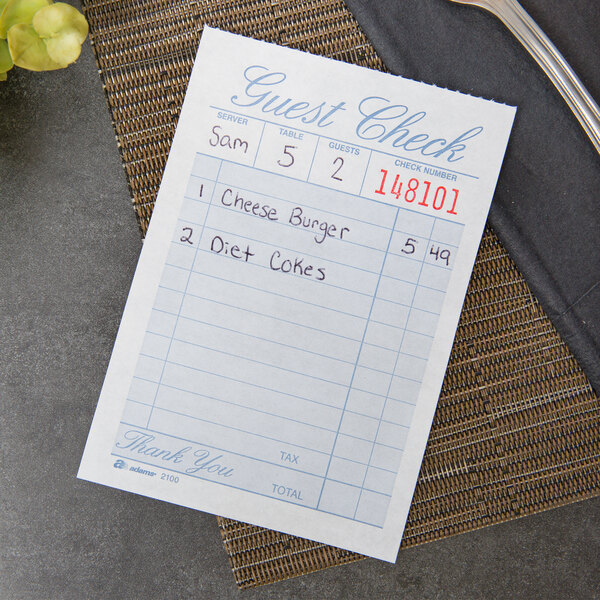 Guest Check
SERVER TABLE GUESTS CHECK NUMBER
Sam 5 2 148101
1 Cheese Burger 5 49
2 Diet Cokes
Thank You TAX
adams 2100 TOTAL